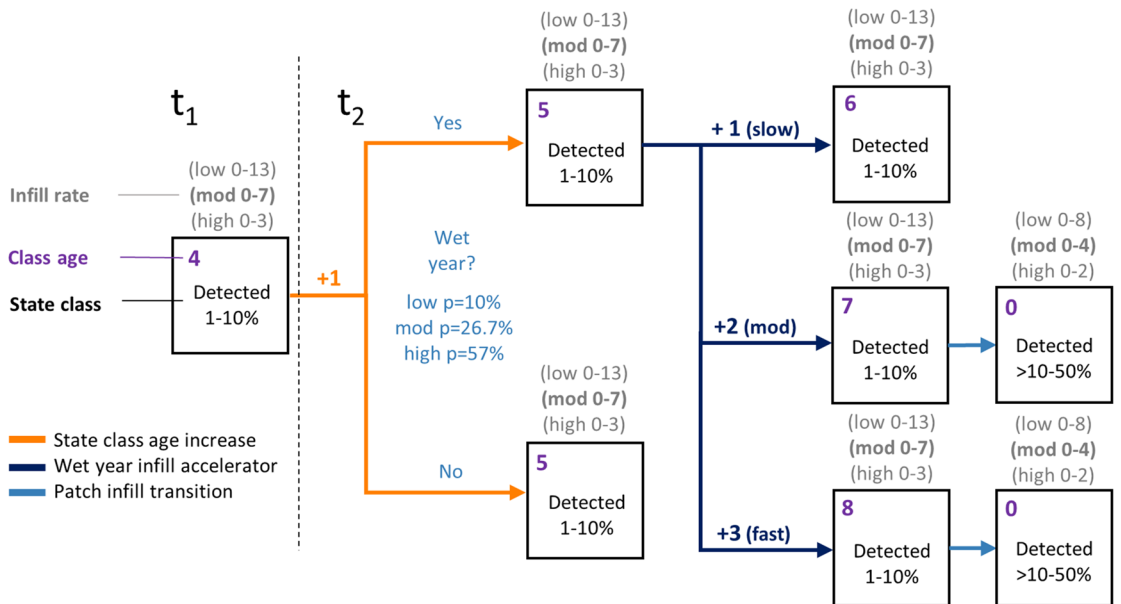 t1
Infill rate
(low 0-13)
(mod 0-7)
(high 0-3)
Class age
4
State class
Detected
1-10%
+1
t2
Yes
Wet
year?
low p=10%
mod p=26.7%
high p=57%
No
(low 0-13)
(mod 0-7)
(high 0-3)
5
Detected
1-10%
(low 0-13)
(mod 0-7)
(high 0-3)
5
Detected
1-10%
+ 1 (slow)
(low 0-13)
(mod 0-7)
(high 0-3)
6
Detected
1-10%
+2 (mod)
(low 0-13)
(mod 0-7)
(high 0-3)
7
Detected
1-10%
(low 0-8)
(mod 0-4)
(high 0-2)
0
Detected
>10-50%
+3 (fast)
(low 0-13)
(mod 0-7)
(high 0-3)
8
Detected
1-10%
(low 0-8)
(mod 0-4)
(high 0-2)
0
Detected
>10-50%
State class age increase
Wet year infill accelerator
Patch infill transition